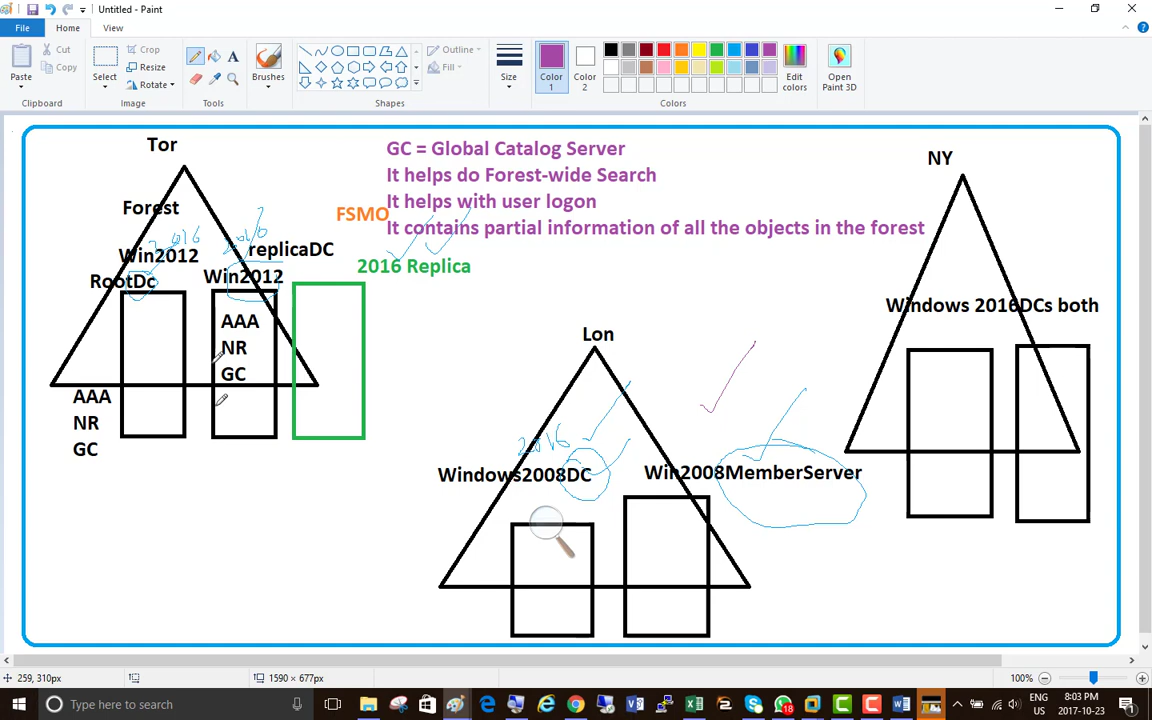 Untitled - Paint
File
Home
View
Paste
Cut
Copy
Clipboard
Select
Crop
Resize
Rotate
Image
A
Tools
Brushes
Outline
Fill
Shapes
Size
Color 1
Color 2
Edit colors
Open Paint 3D
Colors
Tor
GC = Global Catalog Server
It helps do Forest-wide Search
It helps with user logon
It contains partial information of all the objects in the forest
FSMO
NY
Forest
2016
2016
Win2012
replicaDC
RootDc
Win2012
2016 Replica
AAA
NR
GC
AAA
NR
GC
Lon
Windows 2016DCs both
2016
Windows2008DC
Win2008MemberServer
259, 310px
1590 × 677px
100%
Type here to search
18
ENG
US
8:03 PM
2017-10-23
1